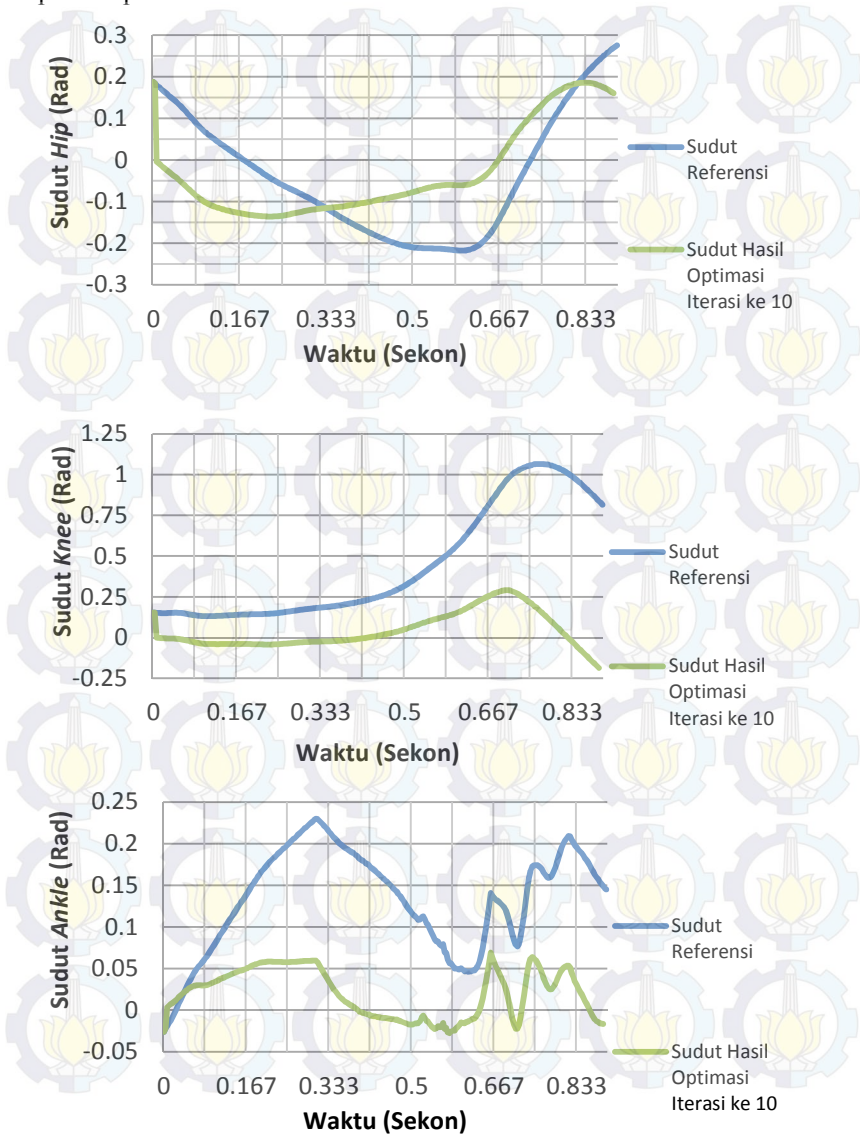 0.3
0.2
0.1
0
-0.1
-0.2
-0.3
Sudut Hip (Rad)
0 0.167 0.333 0.5 0.667 0.833
Waktu (Sekon)
Sudut
Referensi
Sudut Hasil
Optimasi
Iterasi ke 10
1.25
1
0.75
0.5
0.25
0
-0.25
Sudut Knee (Rad)
0 0.167 0.333 0.5 0.667 0.833
Waktu (Sekon)
Sudut
Referensi
Sudut Hasil
Optimasi
Iterasi ke 10
0.25
0.2
0.15
0.1
0.05
0
-0.05
Sudut Ankle (Rad)
0 0.167 0.333 0.5 0.667 0.833
Waktu (Sekon)
Sudut
Referensi
Sudut Hasil
Optimasi
Iterasi ke 10